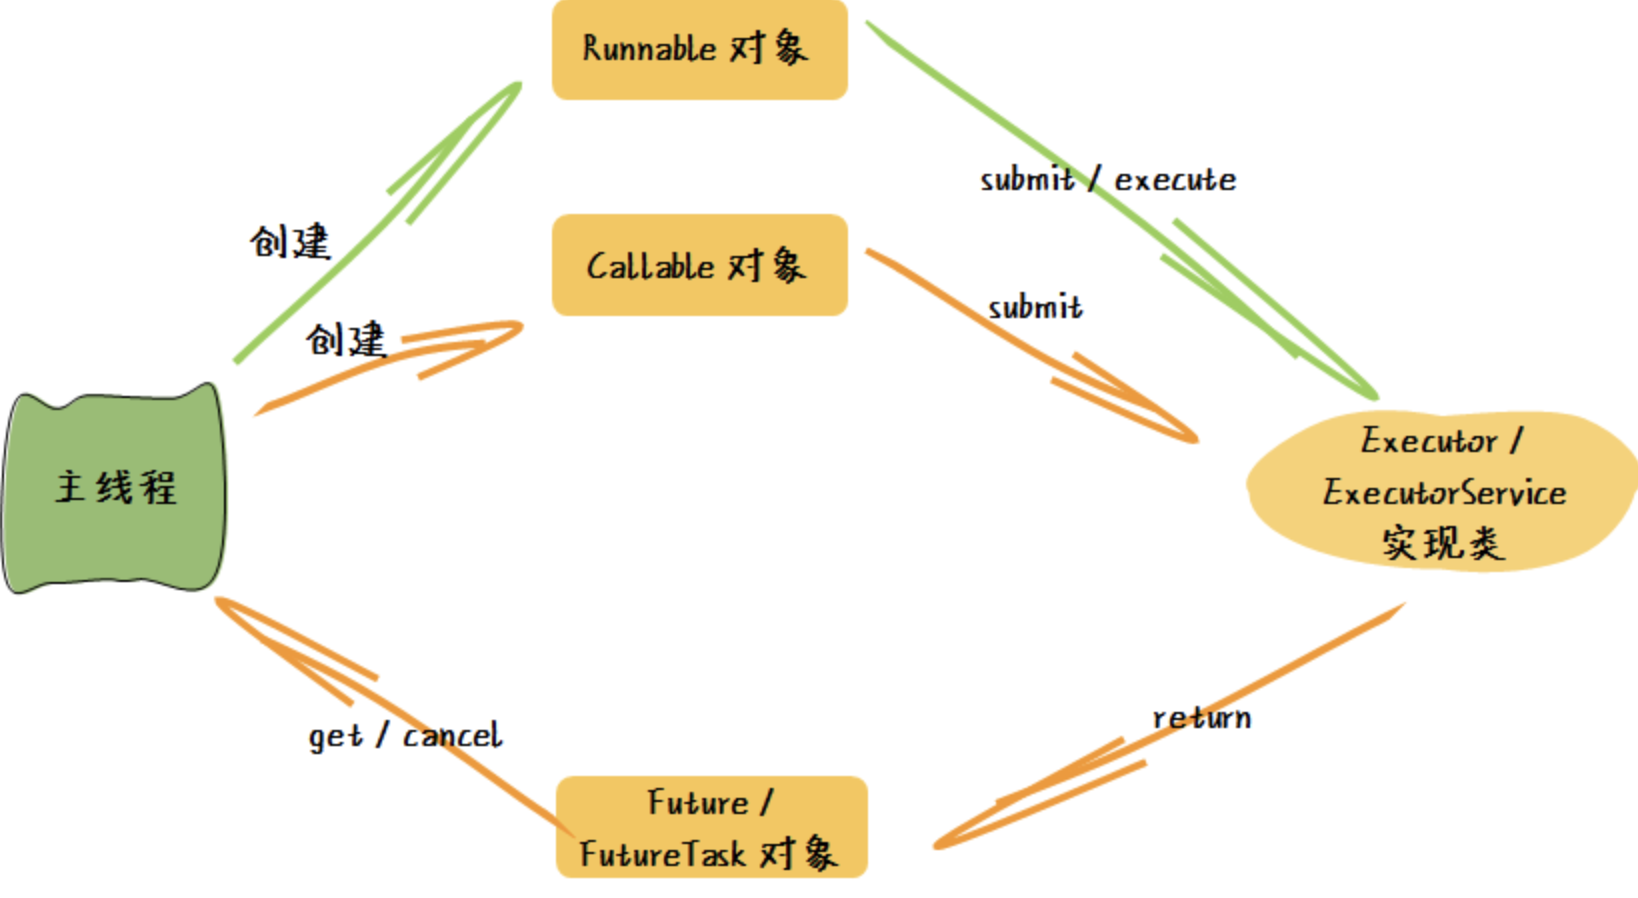 Runnable 对象
submit / execute
创建
Callable 对象
submit
创建
主线程
Executor /
ExecutorService
实现类
return
get / cancel
Future /
FutureTask 对象